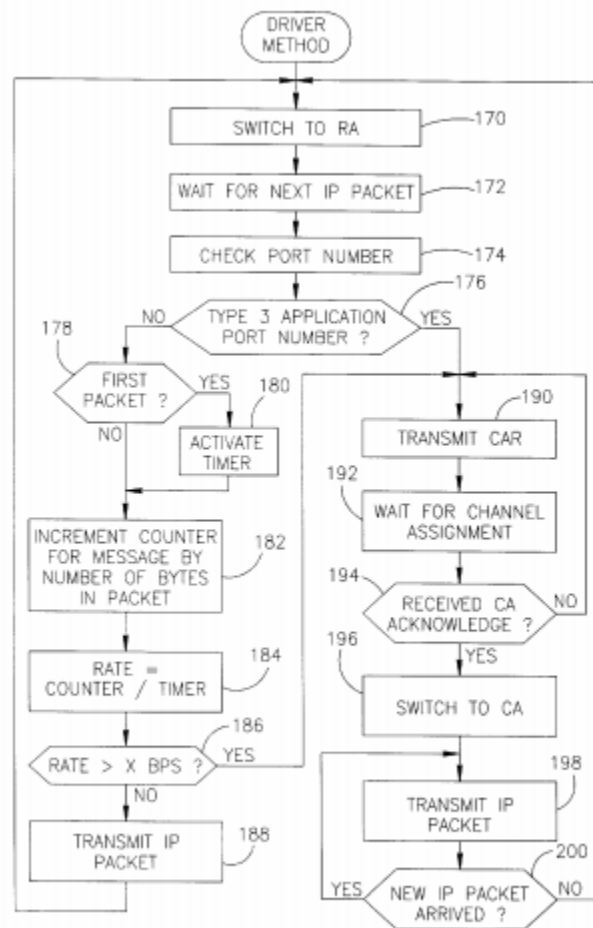 DRIVER
METHOD
SWITCH TO RA
170
WAIT FOR NEXT IP PACKET
172
CHECK PORT NUMBER
174
176
TYPE 3 APPLICATION
PORT NUMBER ?
NO
YES
178
FIRST
PACKET ?
YES
NO
180
ACTIVATE
TIMER
INCREMENT COUNTER
FOR MESSAGE BY
NUMBER OF BYTES
IN PACKET
182
RATE =
COUNTER / TIMER
184
186
RATE > X BPS ?
YES
NO
TRANSMIT IP
PACKET
188
190
TRANSMIT CAR
192
WAIT FOR CHANNEL
ASSIGNMENT
194
RECEIVED CA
ACKNOWLEDGE ?
NO
YES
196
SWITCH TO CA
198
TRANSMIT IP
PACKET
200
YES
NEW IP PACKET
ARRIVED ?
NO